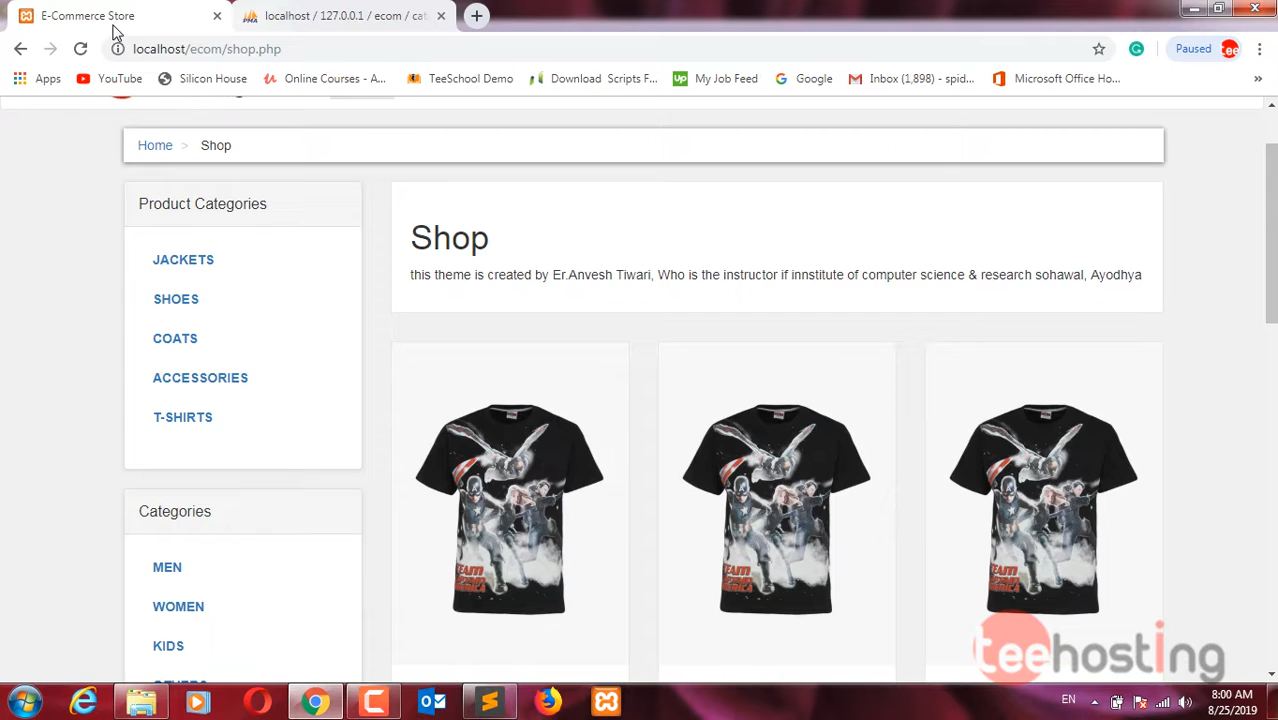 E-Commerce Store
localhost / 127.0.0.1 / ecom / cat
localhost/ecom/shop.php
Paused
tee
Apps
YouTube
Silicon House
Online Courses - A...
TeeSchool Demo
Download Scripts F...
Up
My Job Feed
Google
Inbox (1,898) - spid...
Microsoft Office Ho...
»
Home > Shop
Product Categories
JACKETS
SHOES
COATS
ACCESSORIES
T-SHIRTS
Categories
MEN
WOMEN
KIDS
Shop
this theme is created by Er.Anvesh Tiwari, Who is the instructor if innstitute of computer science & research sohawal, Ayodhya
teehosting
EN
8:00 AM
8/25/2019